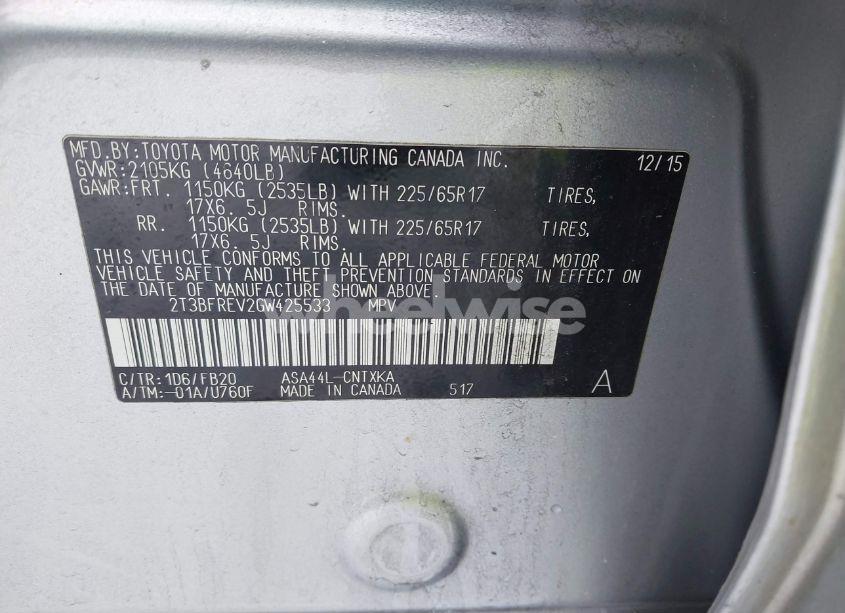 MFD.BY:TOYOTA MOTOR MANUFACTURING CANADA INC. 12/15
GVWR:2105KG (4640LB)
GAWR:FRT. 1150KG (2535LB) WITH 225/65R17 TIRES,
17X6. 5J RIMS.
RR. 1150KG (2535LB) WITH 225/65R17 TIRES,
17X6. 5J RIMS.
THIS VEHICLE CONFORMS TO ALL APPLICABLE FEDERAL MOTOR
VEHICLE SAFETY AND THEFT PREVENTION STANDARDS IN EFFECT ON
THE DATE OF MANUFACTURE SHOWN ABOVE.
2T3BFREV2GW425533 MPV
wheelwise
C/TR:1D6/FB20 ASA44L-CNTXKA
A/TM:-01A/U760F MADE IN CANADA 517 A